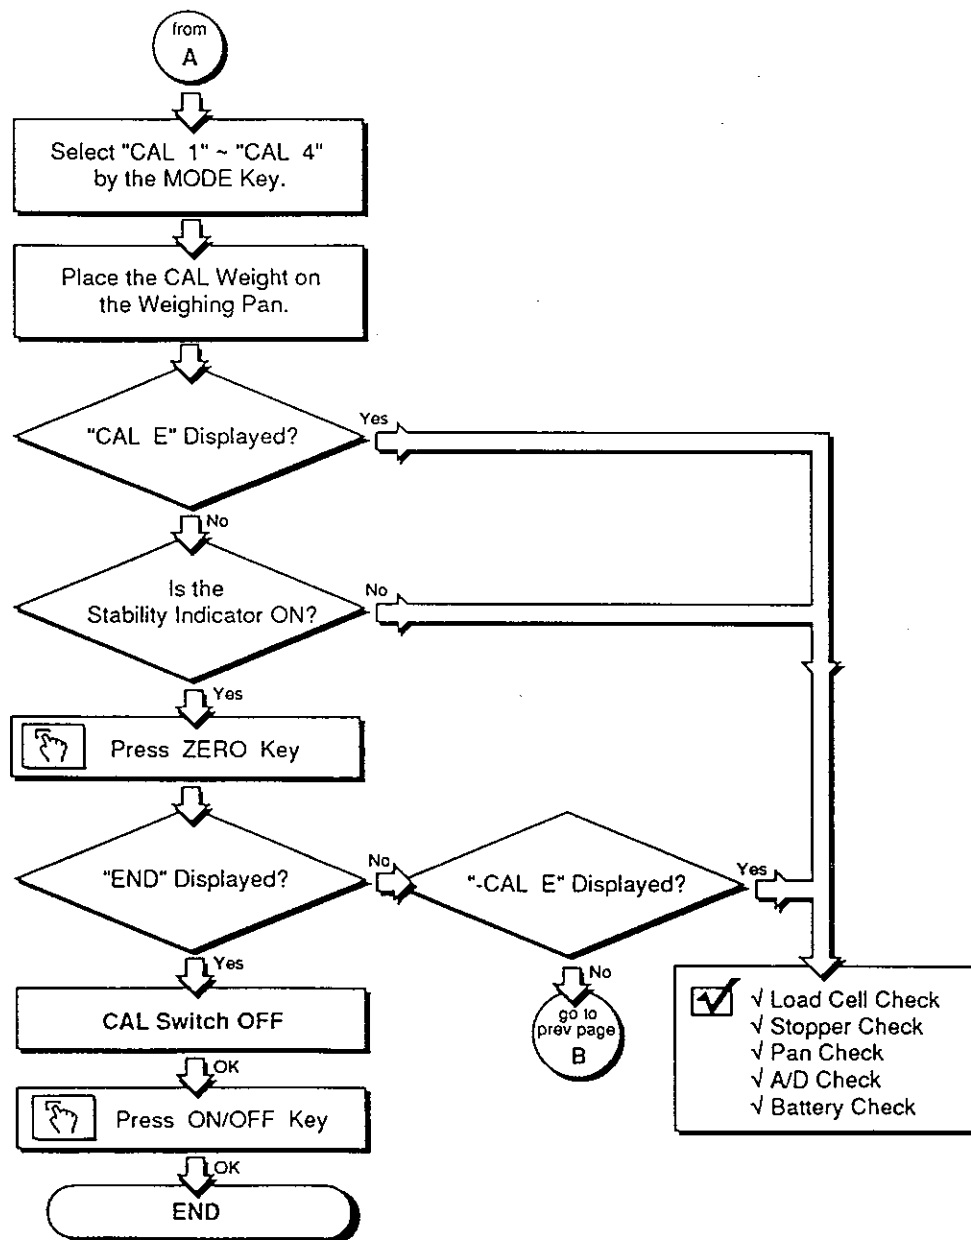 from
A
Select "CAL 1" ~ "CAL 4"
by the MODE Key.
Place the CAL Weight on
the Weighing Pan.
"CAL E" Displayed?
Yes
No
Is the
Stability Indicator ON?
No
Yes
Press ZERO Key
"END" Displayed?
No
"-CAL E" Displayed?
Yes
Yes
No
CAL Switch OFF
go to
prev page
B
√ Load Cell Check
√ Stopper Check
√ Pan Check
√ A/D Check
√ Battery Check
OK
Press ON/OFF Key
OK
END